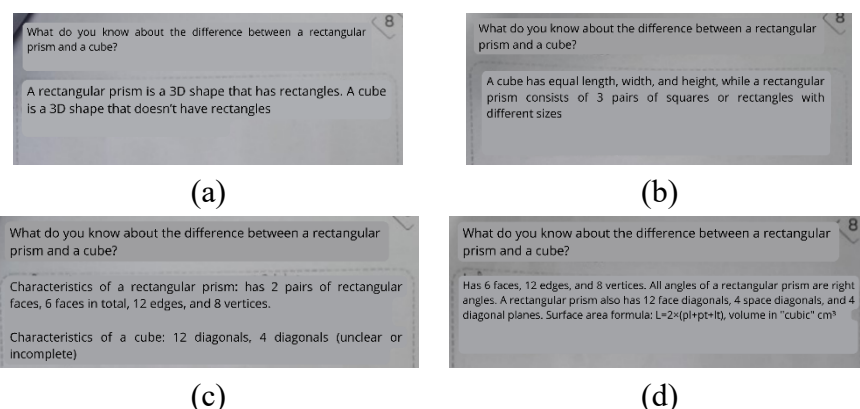 8
What do you know about the difference between a rectangular
prism and a cube?
A rectangular prism is a 3D shape that has rectangles. A cube
is a 3D shape that doesn't have rectangles
(a)
8
What do you know about the difference between a rectangular
prism and a cube?
A cube has equal length, width, and height, while a rectangular
prism consists of 3 pairs of squares or rectangles with
different sizes
(b)
What do you know about the difference between a rectangular
prism and a cube?
Characteristics of a rectangular prism: has 2 pairs of rectangular
faces, 6 faces in total, 12 edges, and 8 vertices.
Characteristics of a cube: 12 diagonals, 4 diagonals (unclear or
incomplete)
(c)
8
What do you know about the difference between a rectangular
prism and a cube?
Has 6 faces, 12 edges, and 8 vertices. All angles of a rectangular prism are right
angles. A rectangular prism also has 12 face diagonals, 4 space diagonals, and 4
diagonal planes. Surface area formula: L=2×(pl+pt+lt), volume in "cubic" cm³
(d)